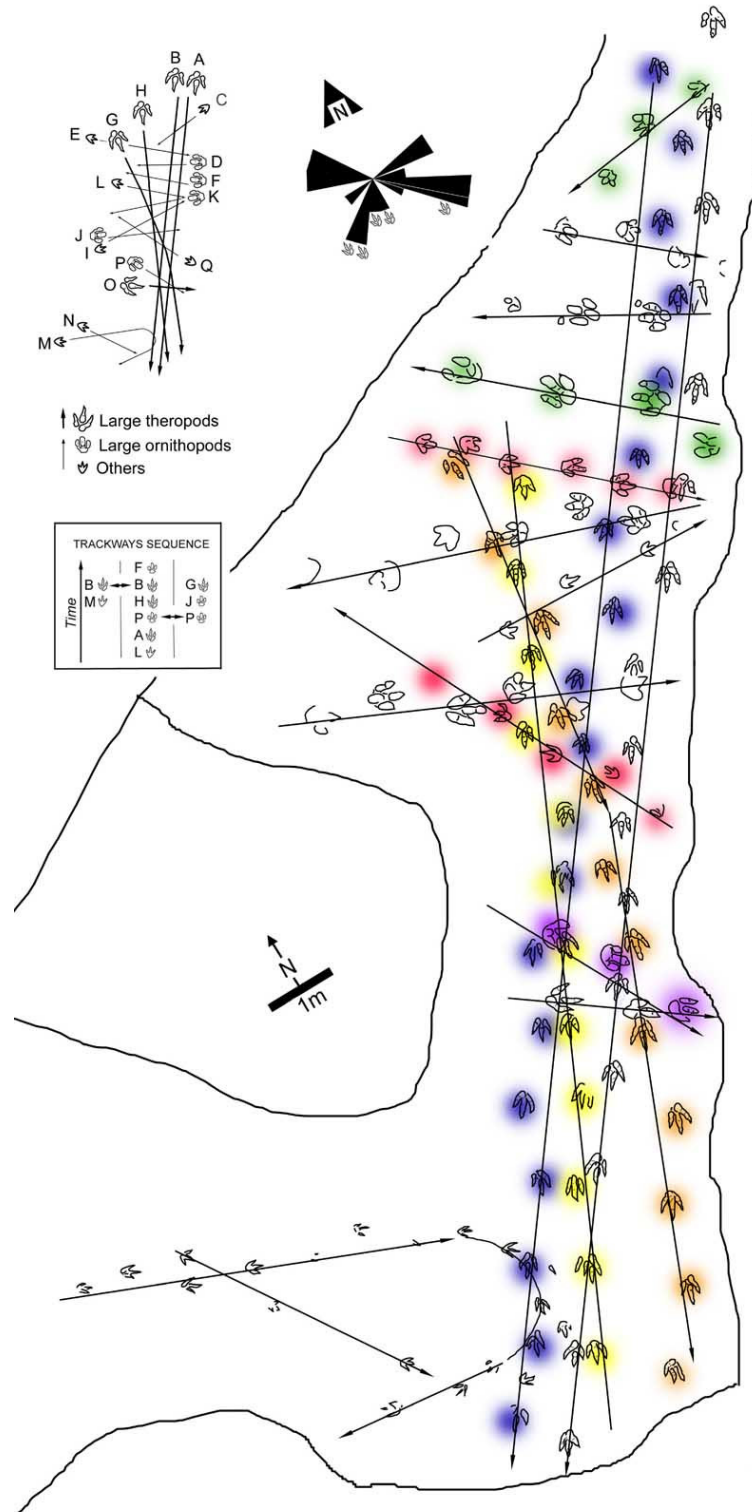 B A
H
C
G
E
D
F
L
K
J
I
Q
P
O
N
M
N
Large theropods
Large ornithopods
Others
TRACKWAYS SEQUENCE
Time
F
B B G
M H J
P P
A
L
N
1m